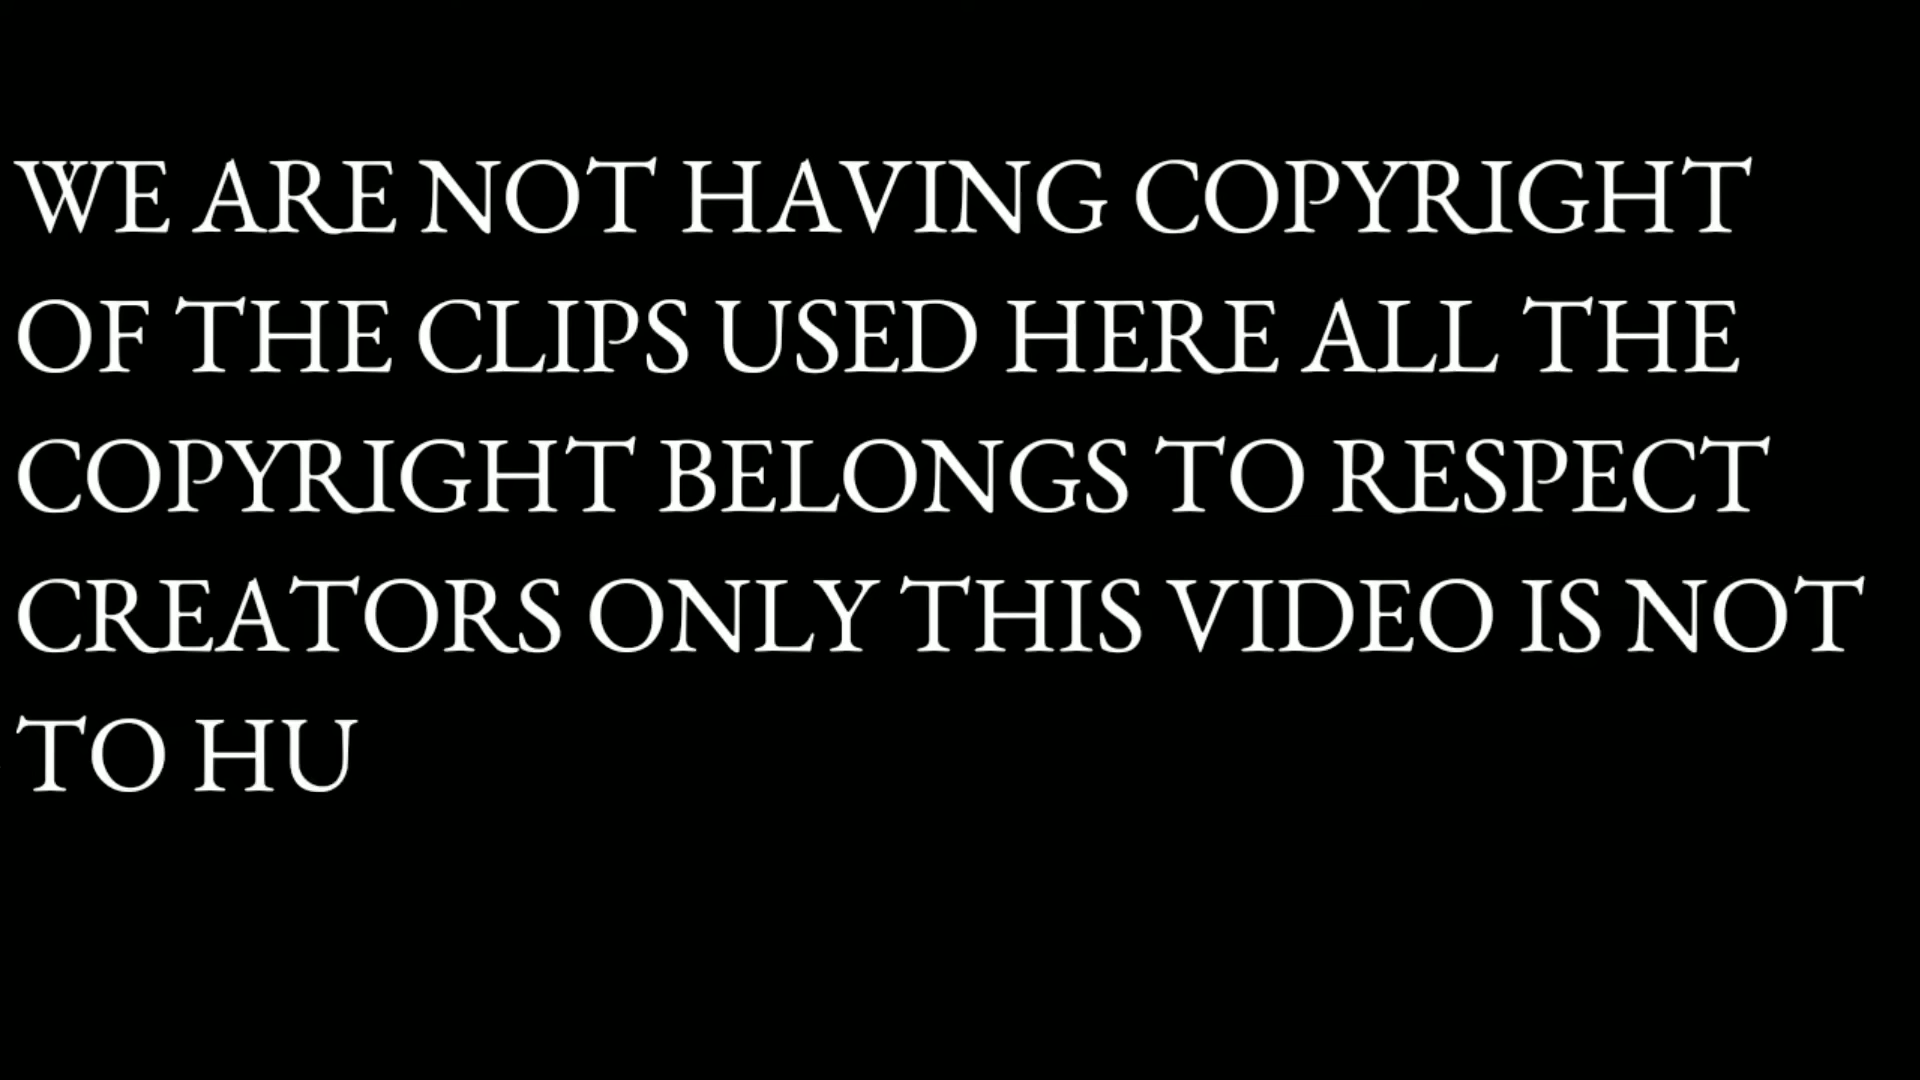 WE ARE NOT HAVING COPYRIGHT
OF THE CLIPS USED HERE ALL THE
COPYRIGHT BELONGS TO RESPECT
CREATORS ONLY THIS VIDEO IS NOT
TO HU